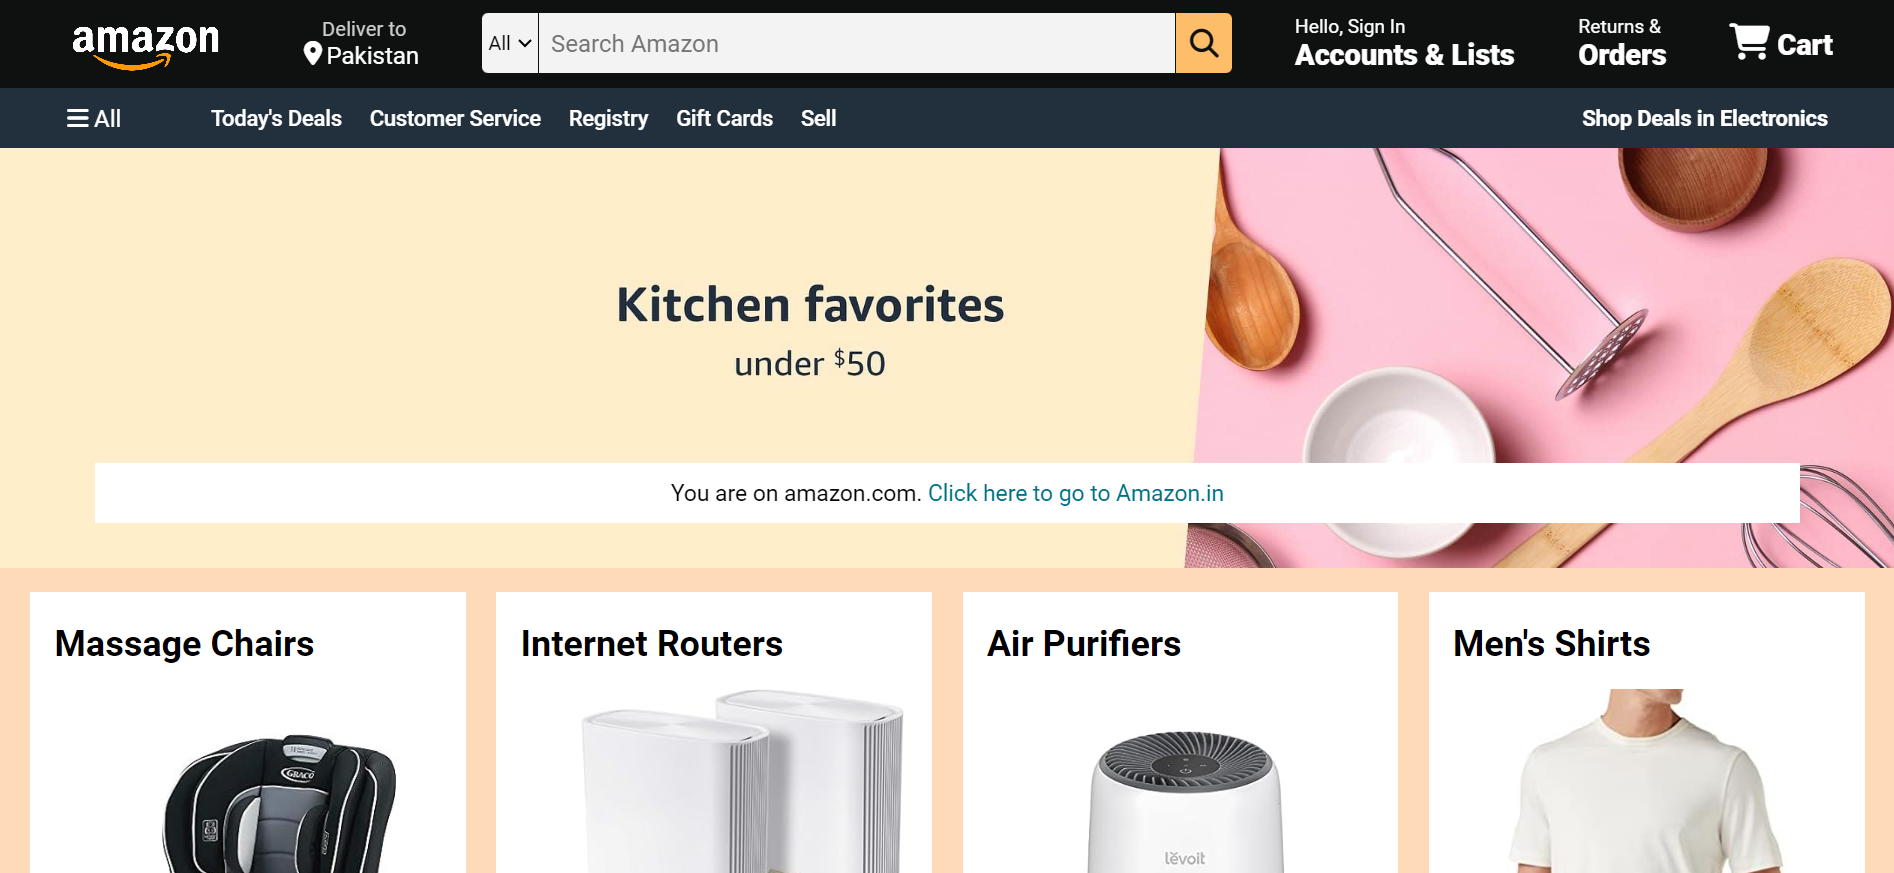 amazon
Deliver to
Pakistan
All
Search Amazon
Hello, Sign In
Accounts & Lists
Returns &
Orders
Cart
All
Today's Deals
Customer Service
Registry
Gift Cards
Sell
Shop Deals in Electronics
Kitchen favorites
under $50
You are on amazon.com. Click here to go to Amazon.in
Massage Chairs
Internet Routers
Air Purifiers
Men's Shirts
GRACO
levoit